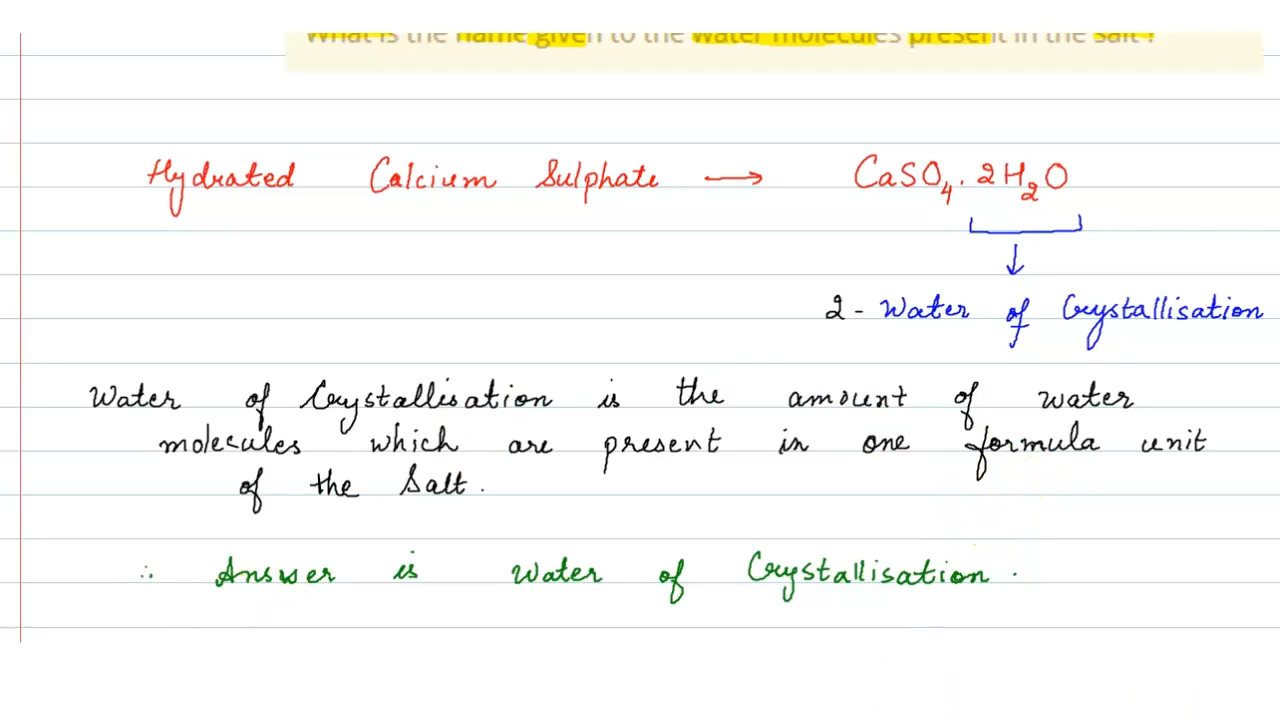 What is the name given to the water molecules present in the salt ?
Hydrated Calcium Sulphate → CaSO₄. 2H₂O
2 - Water of Crystallisation
Water of Crystallisation is the amount of water
molecules which are present in one formula unit
of the Salt.
∴ Answer is Water of Crystallisation.